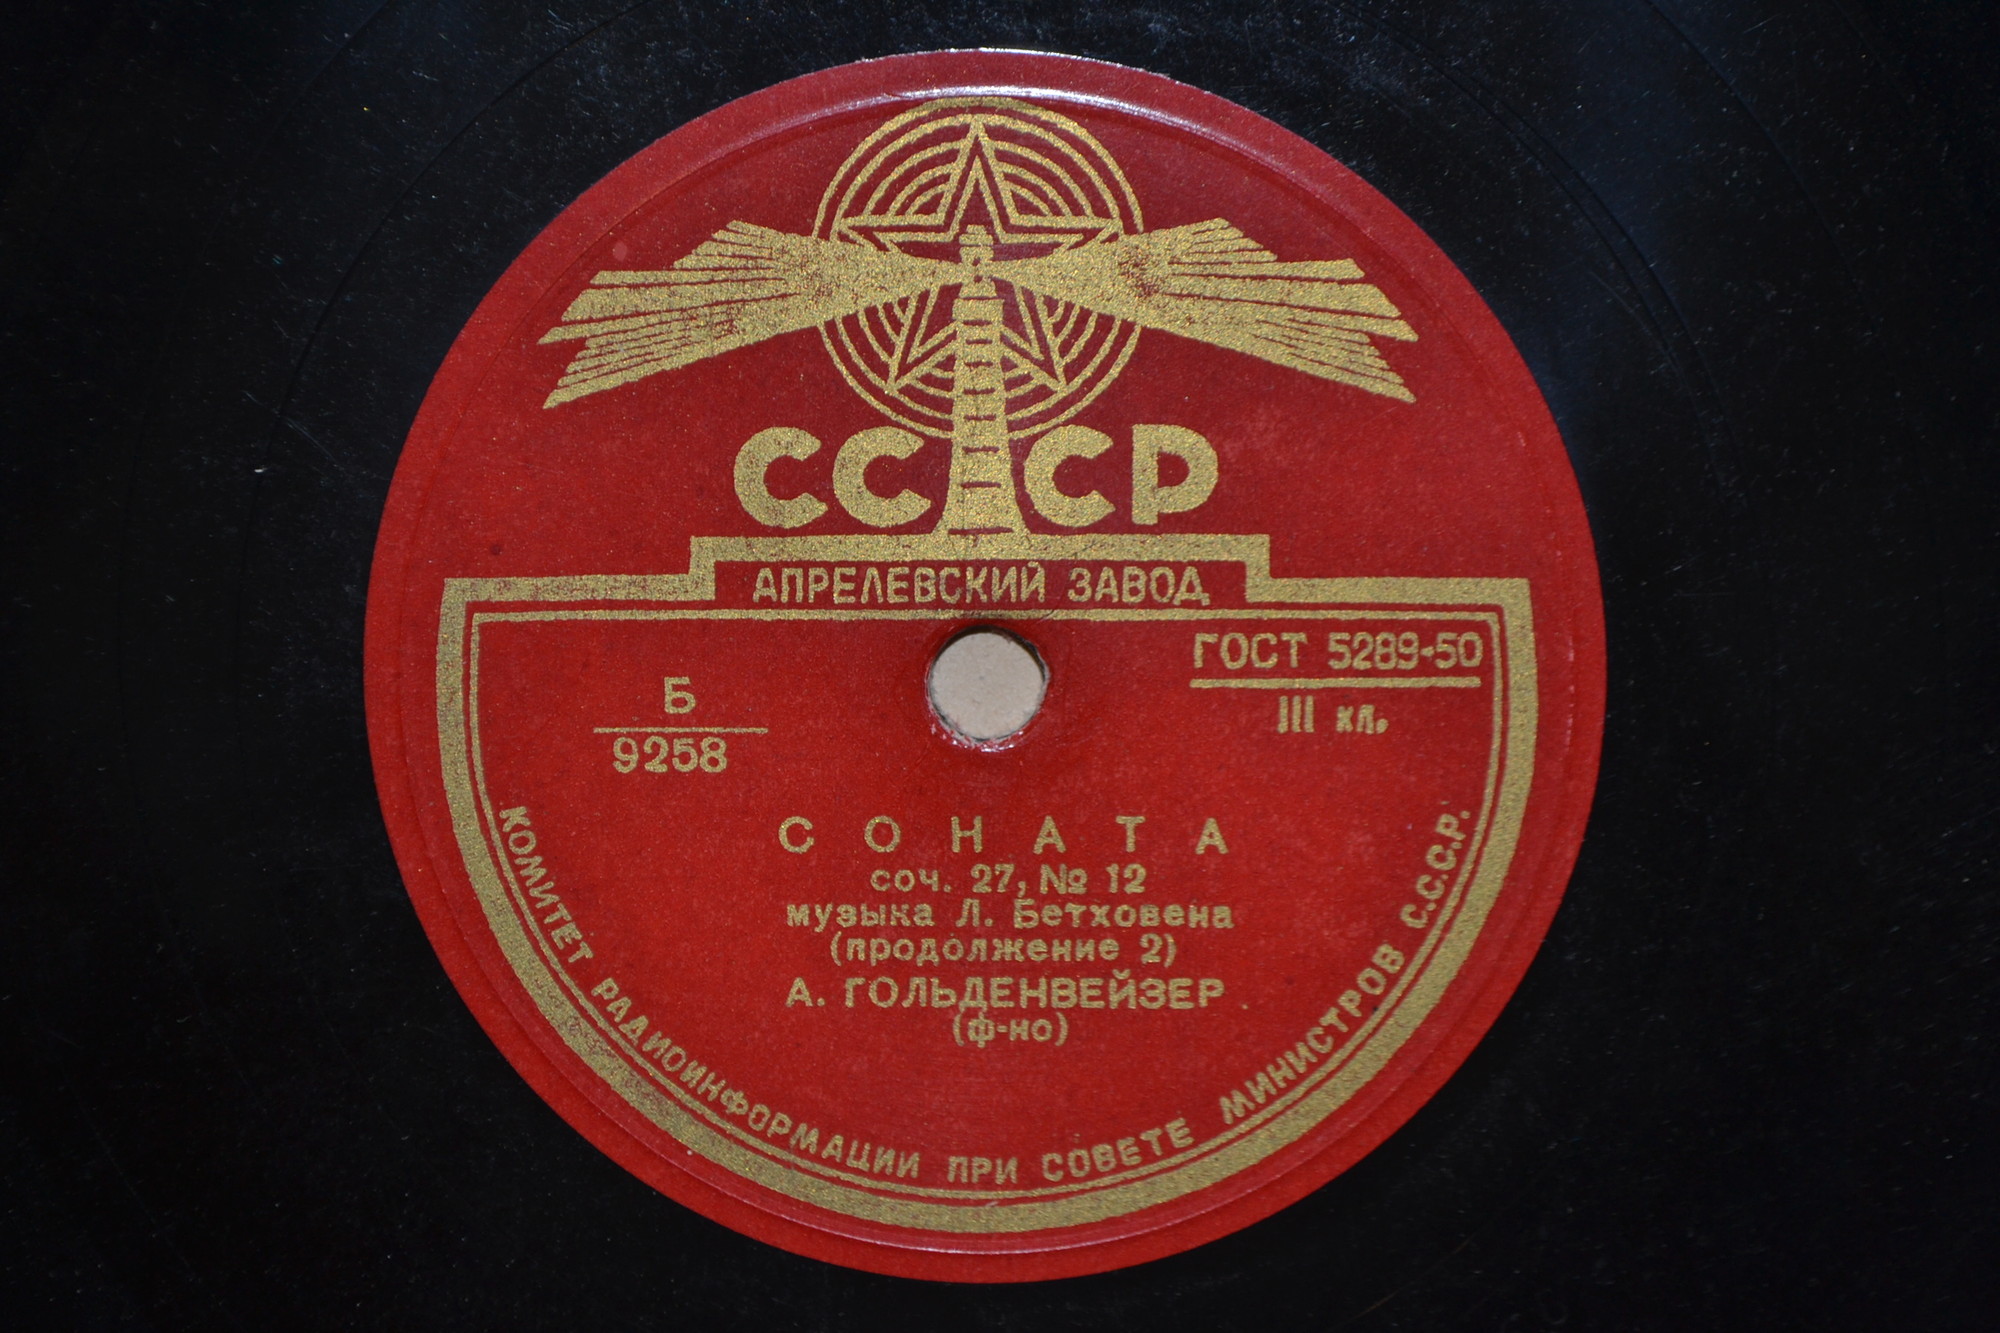 СССР
АПРЕЛЕВСКИЙ ЗАВОД
ГОСТ 5289-50
III кл.
Б
9258
СОНАТА
соч. 27, № 12
музыка Л. Бетховена
(продолжение 2)
А. ГОЛЬДЕНВЕЙЗЕР
(ф-но)
КОМИТЕТ РАДИОИНФОРМАЦИИ ПРИ СОВЕТЕ МИНИСТРОВ С.С.С.Р.